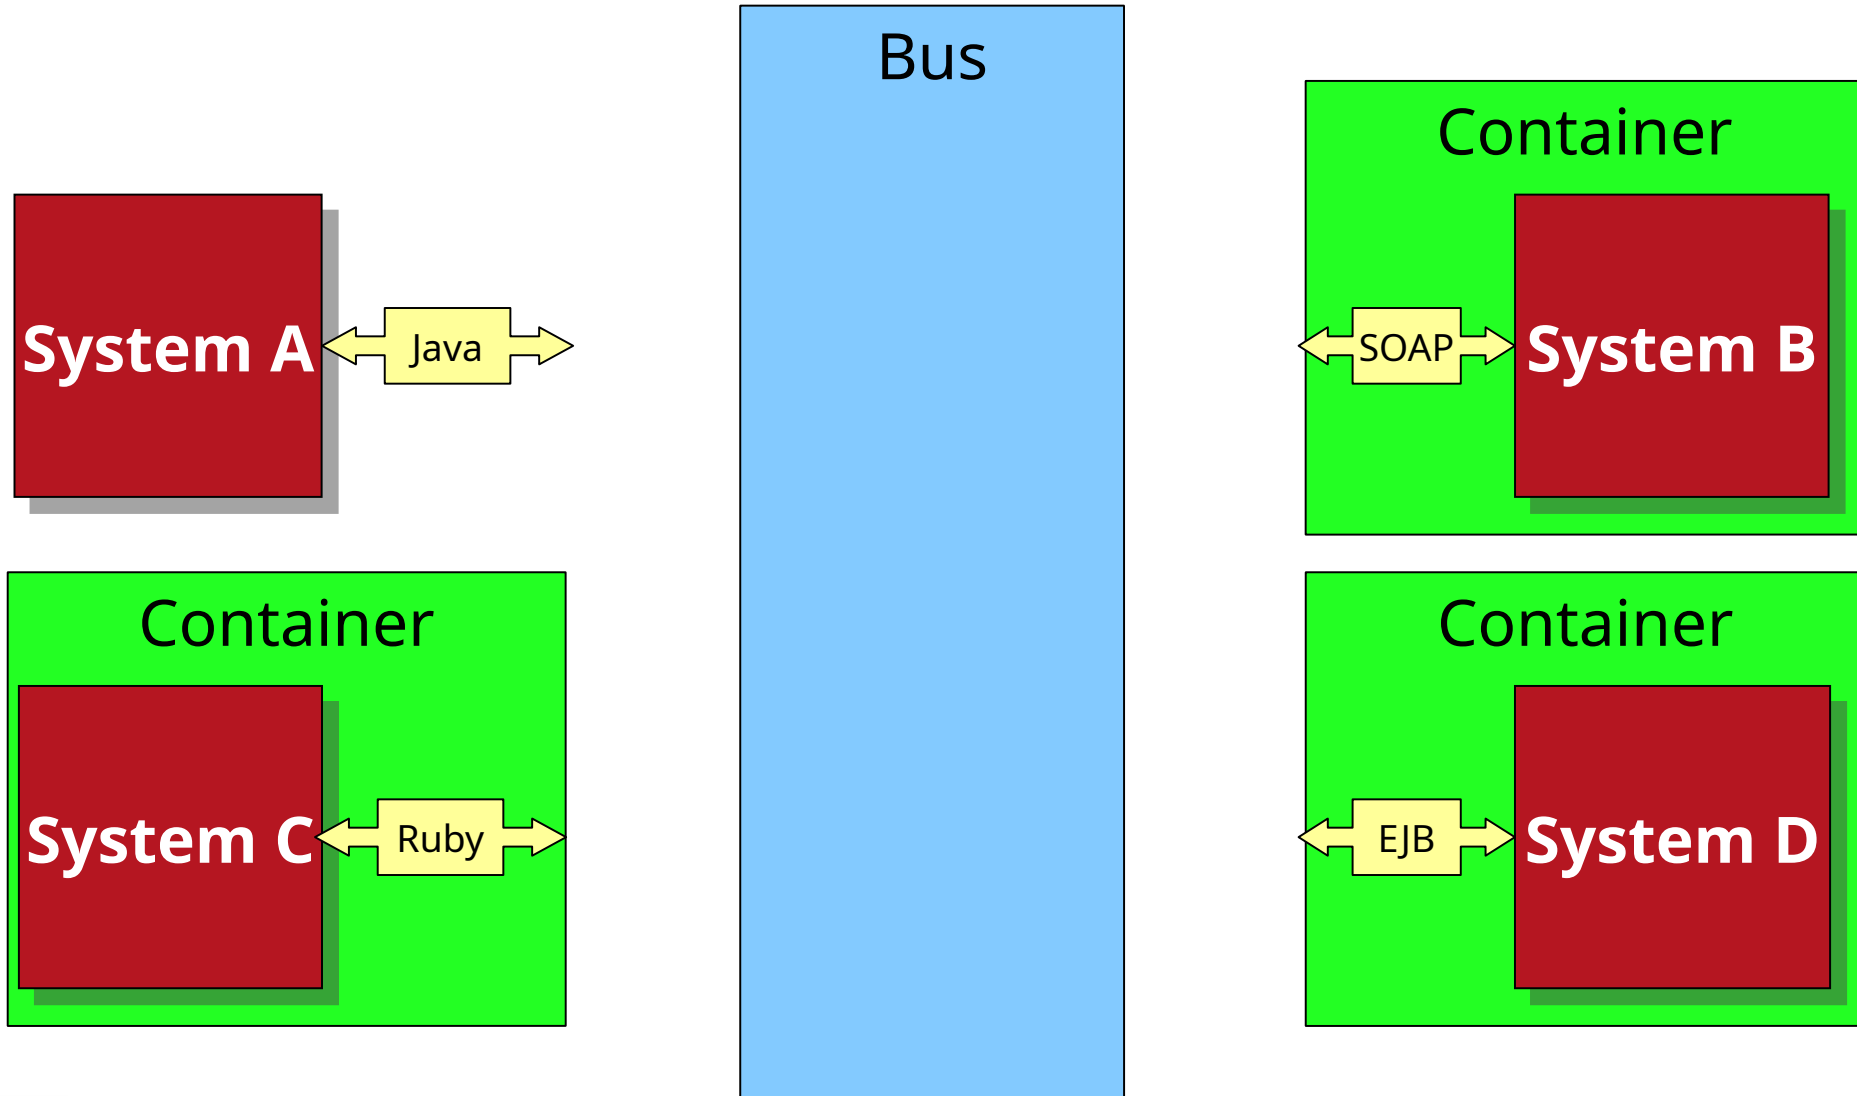 Bus
Container
System A
Java
SOAP
System B
Container
Container
System C
Ruby
EJB
System D